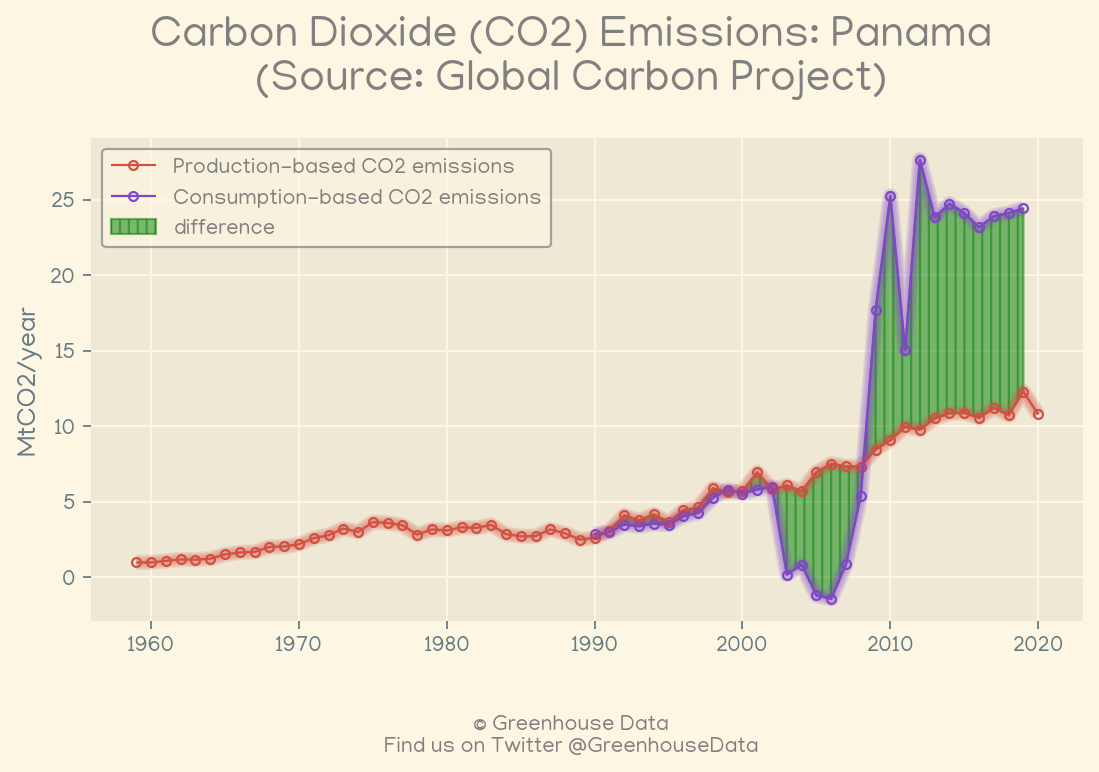 Carbon Dioxide (CO2) Emissions: Panama
(Source: Global Carbon Project)
Production-based CO2 emissions
Consumption-based CO2 emissions
difference
MtCO2/year
25
20
15
10
5
0
1960 1970 1980 1990 2000 2010 2020
© Greenhouse Data
Find us on Twitter @GreenhouseData